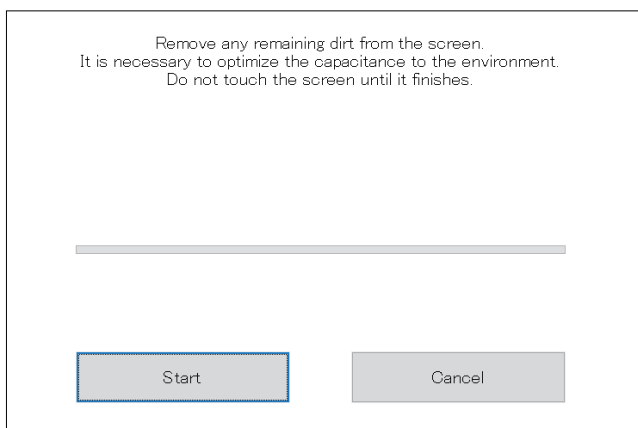 Remove any remaining dirt from the screen.
It is necessary to optimize the capacitance to the environment.
Do not touch the screen until it finishes.
Start
Cancel